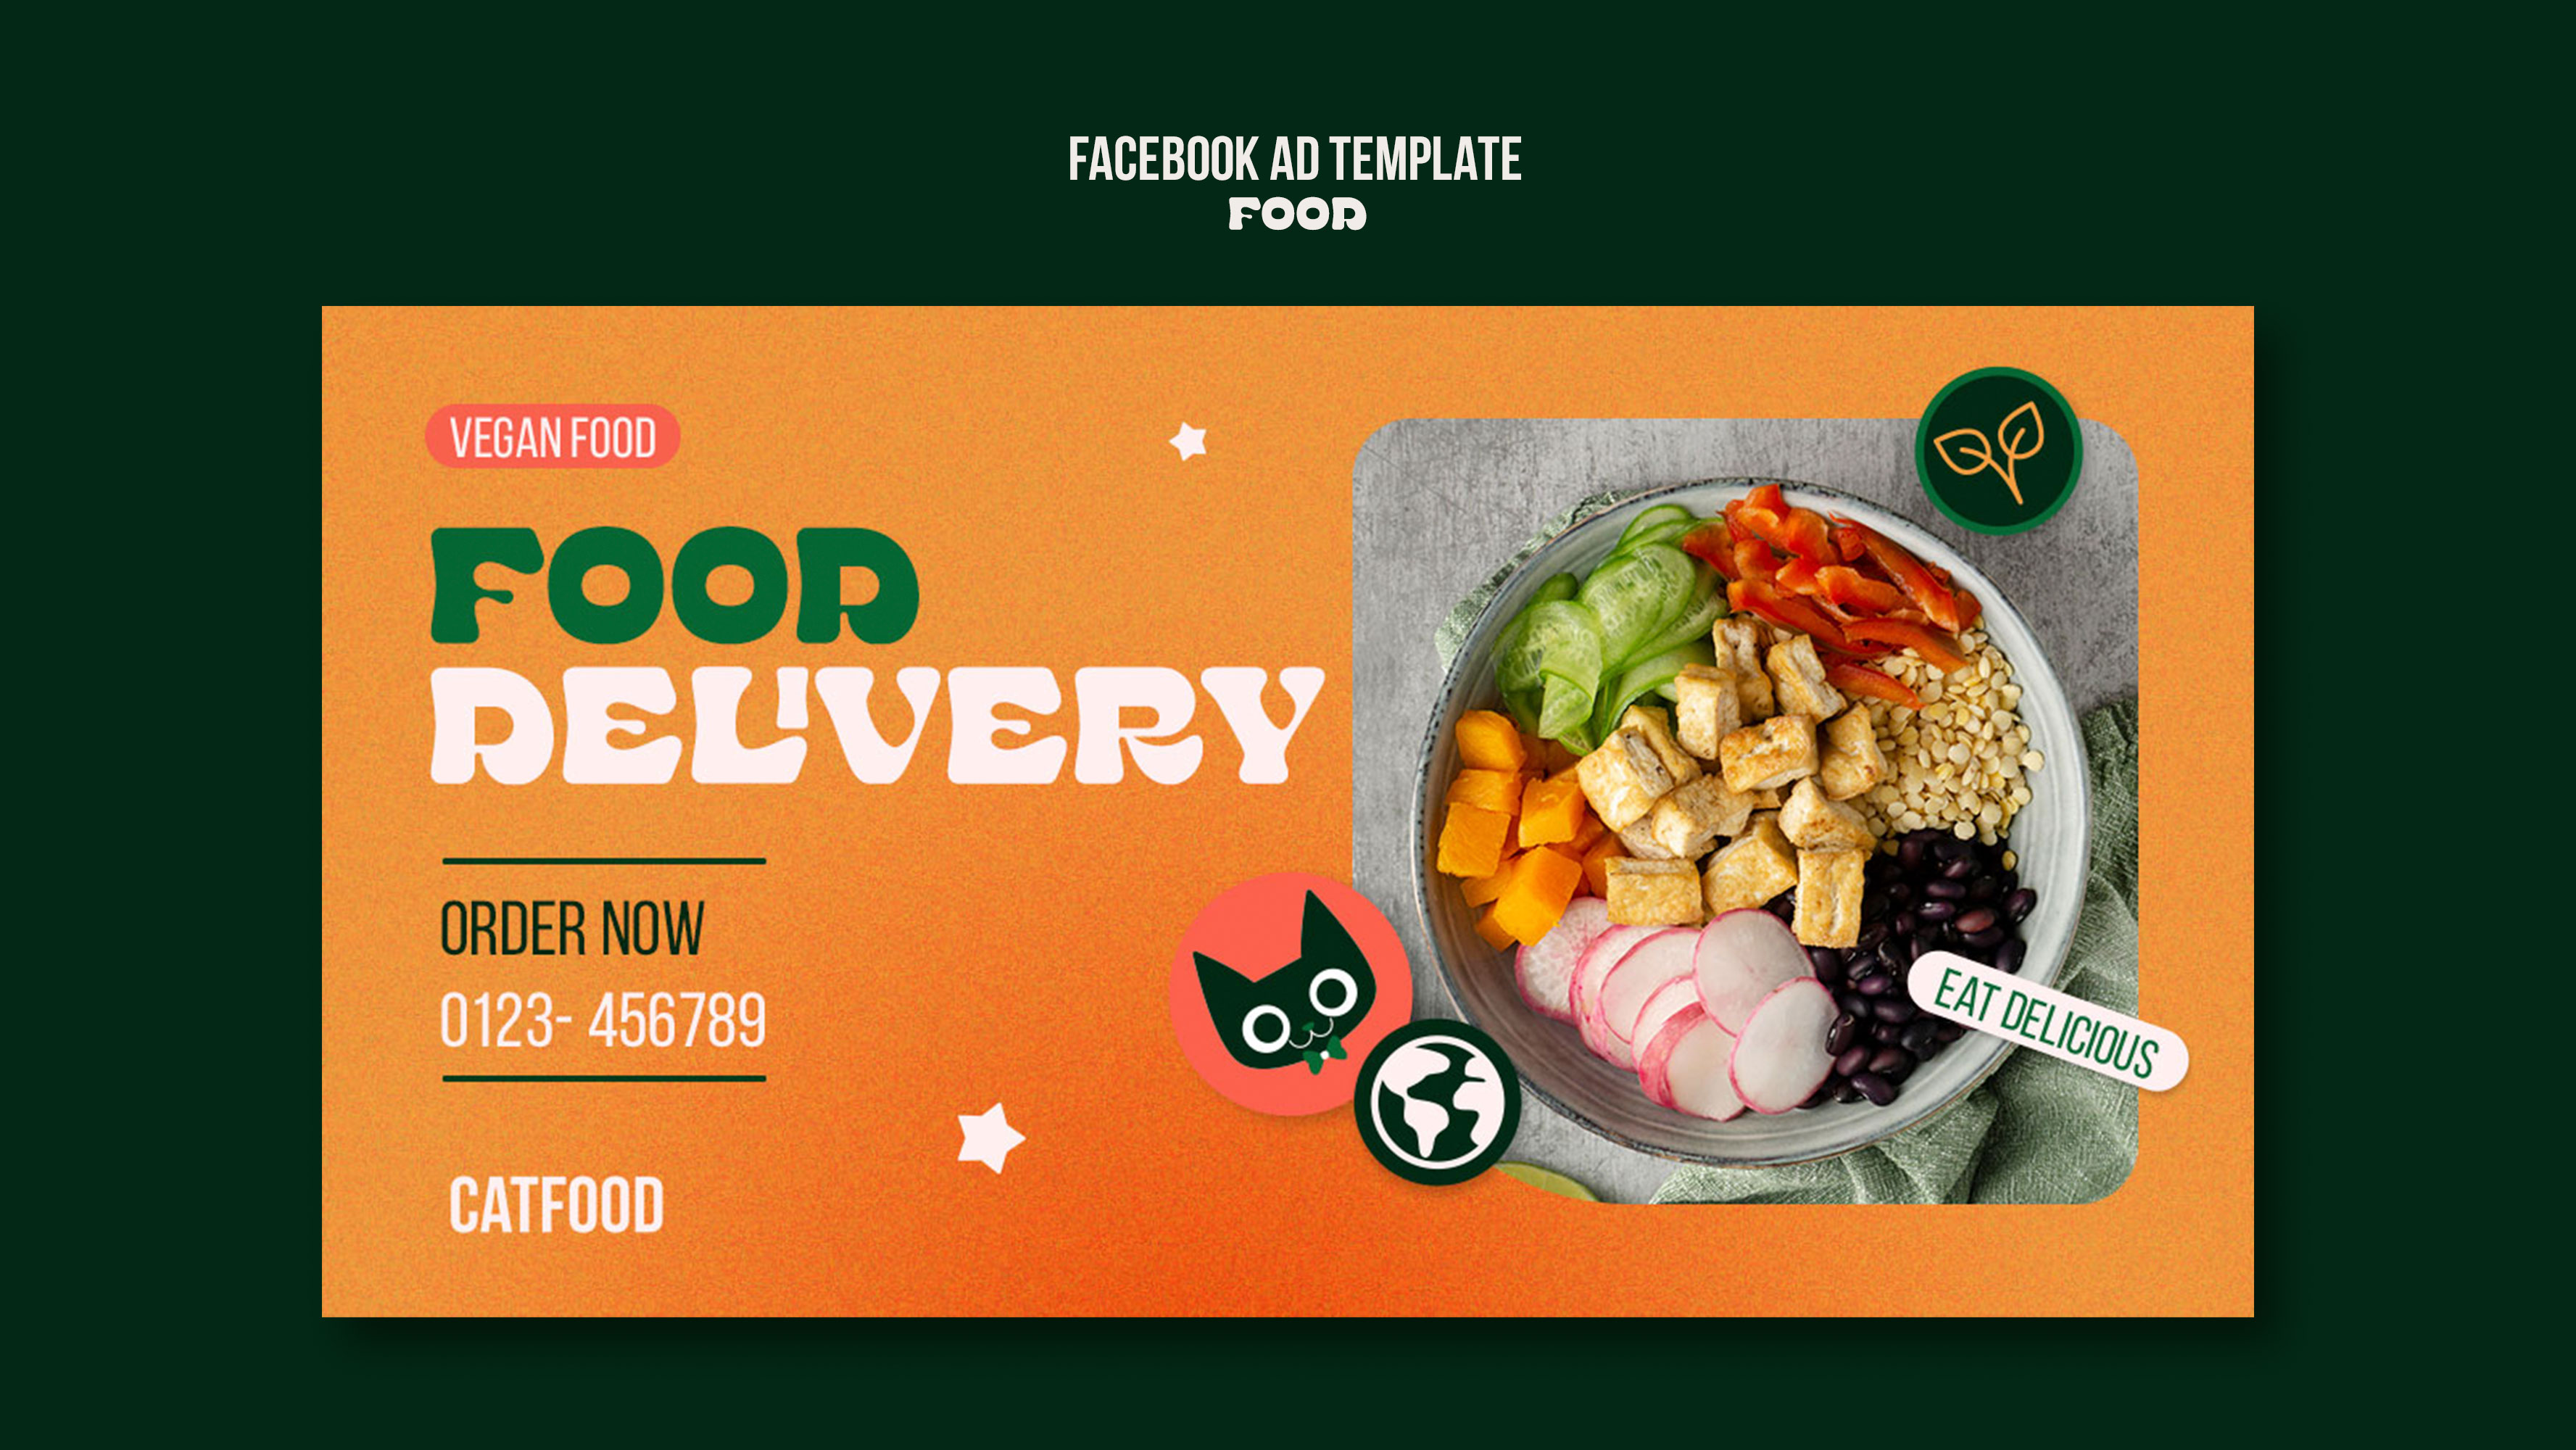 FACEBOOK AD TEMPLATE
FOOD
VEGAN FOOD
FOOD
DELIVERY
ORDER NOW
0123- 456789
CATFOOD
EAT DELICIOUS